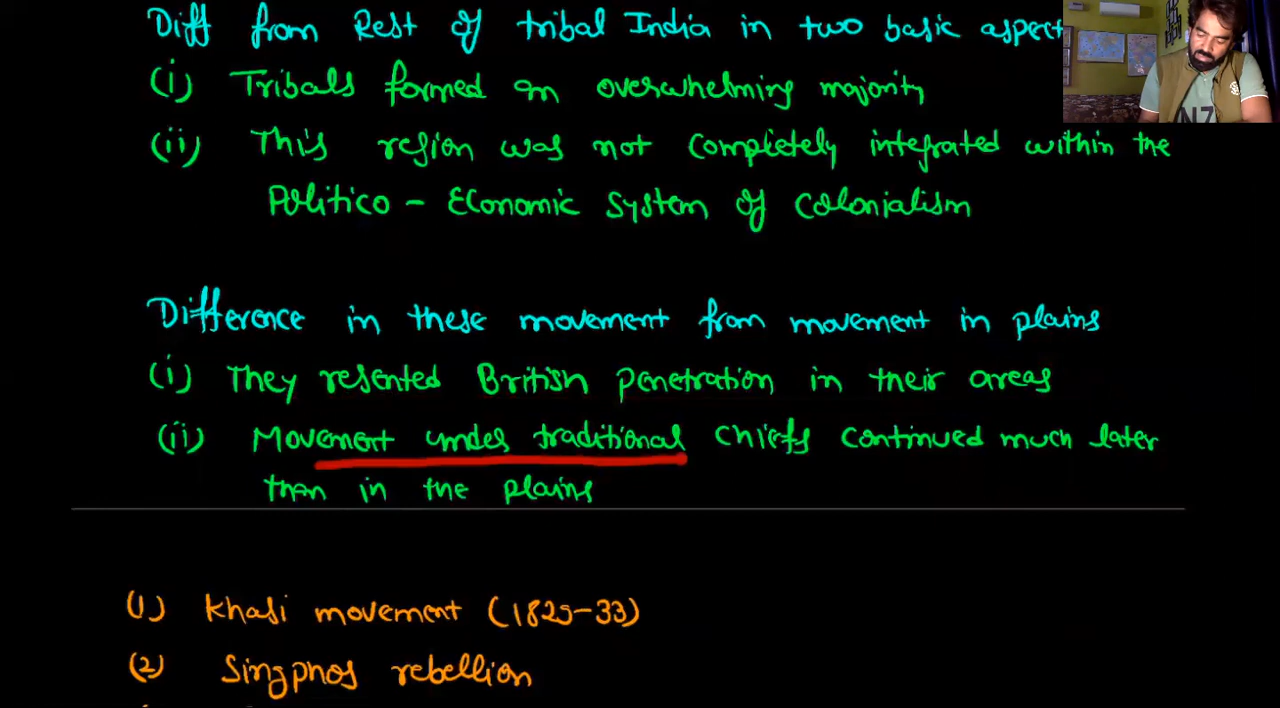 Diff from Rest of tribal India in two basic aspect
(i) Tribals formed an overwhelming majority
(ii) This region was not completely integrated within the
Politico - Economic System of Colonialism
Difference in these movement from movement in plains
(i) They resented British penetration in their areas
(ii) Movement under traditional chiefs continued much later
than in the plains
(1) Khasi movement (1825-33)
(2) Singphos rebellion